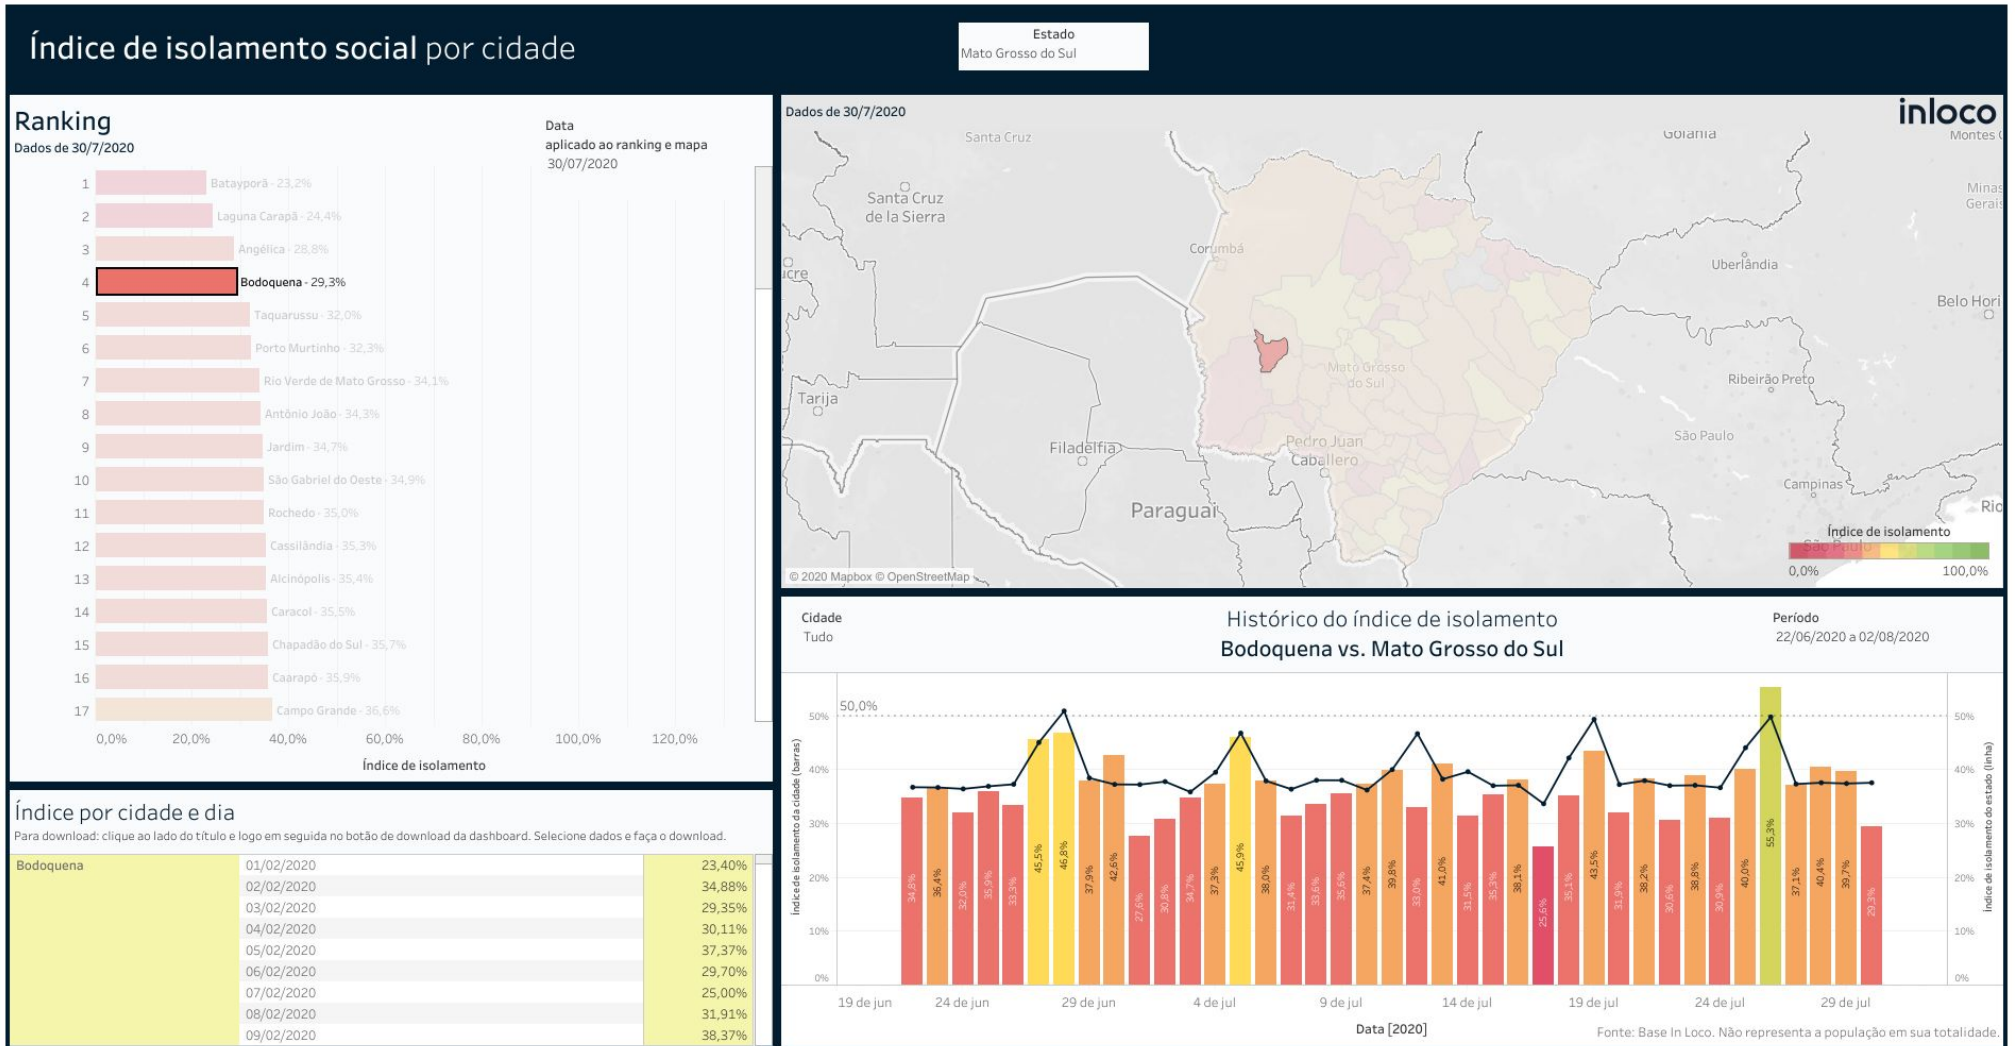 Índice de isolamento social por cidade
Estado
Mato Grosso do Sul
Ranking
Dados de 30/7/2020
Data
aplicado ao ranking e mapa
30/07/2020
1 Batayporã - 23,2%
2 Laguna Carapã - 24,4%
3 Angélica - 28,8%
4 Bodoquena - 29,3%
5 Taquarussu - 32,0%
6 Porto Murtinho - 32,3%
7 Rio Verde de Mato Grosso - 34,1%
8 Antônio João - 34,3%
9 Jardim - 34,7%
10 São Gabriel do Oeste - 34,9%
11 Rochedo - 35,0%
12 Cassilândia - 35,3%
13 Alcinópolis - 35,4%
14 Caracol - 35,5%
15 Chapadão do Sul - 35,7%
16 Caarapó - 35,9%
17 Campo Grande - 36,6%
0,0% 20,0% 40,0% 60,0% 80,0% 100,0% 120,0%
Índice de isolamento
Índice por cidade e dia
Para download: clique ao lado do título e logo em seguida no botão de download da dashboard. Selecione dados e faça o download.
Bodoquena 01/02/2020 23,40%
02/02/2020 34,88%
03/02/2020 29,35%
04/02/2020 30,11%
05/02/2020 37,37%
06/02/2020 29,70%
07/02/2020 25,00%
08/02/2020 31,91%
09/02/2020 38,37%
Dados de 30/7/2020
inloco
Santa Cruz
Goiânia
Montes C
Santa Cruz
de la Sierra
Minas
Gerais
Corumbá
Uberlândia
ucre
Belo Hori
Mato Grosso
do Sul
Ribeirão Preto
Tarija
Filadélfia
Pedro Juan
Caballero
São Paulo
Campinas
Paraguai
Rio
Índice de isolamento
São Paulo
0,0% 100,0%
© 2020 Mapbox © OpenStreetMap
Cidade
Tudo
Histórico do índice de isolamento
Bodoquena vs. Mato Grosso do Sul
Período
22/06/2020 a 02/08/2020
Índice de isolamento da cidade (barras)
50%
40%
30%
20%
10%
0%
50,0%
34,8% 36,4% 32,0% 35,9% 33,3% 45,5% 46,8% 37,9% 42,6% 27,6% 30,8% 34,7% 37,3% 45,9% 38,0% 31,4% 33,6% 35,6% 37,4% 39,8% 33,0% 41,0% 31,5% 35,3% 38,1% 25,6% 35,1% 43,5% 31,9% 38,2% 30,6% 38,8% 30,9% 40,0% 55,3% 37,1% 40,4% 39,7% 29,3%
50%
40%
30%
20%
10%
0%
Índice de isolamento do estado (linha)
19 de jun 24 de jun 29 de jun 4 de jul 9 de jul 14 de jul 19 de jul 24 de jul 29 de jul
Data [2020]
Fonte: Base In Loco. Não representa a população em sua totalidade.